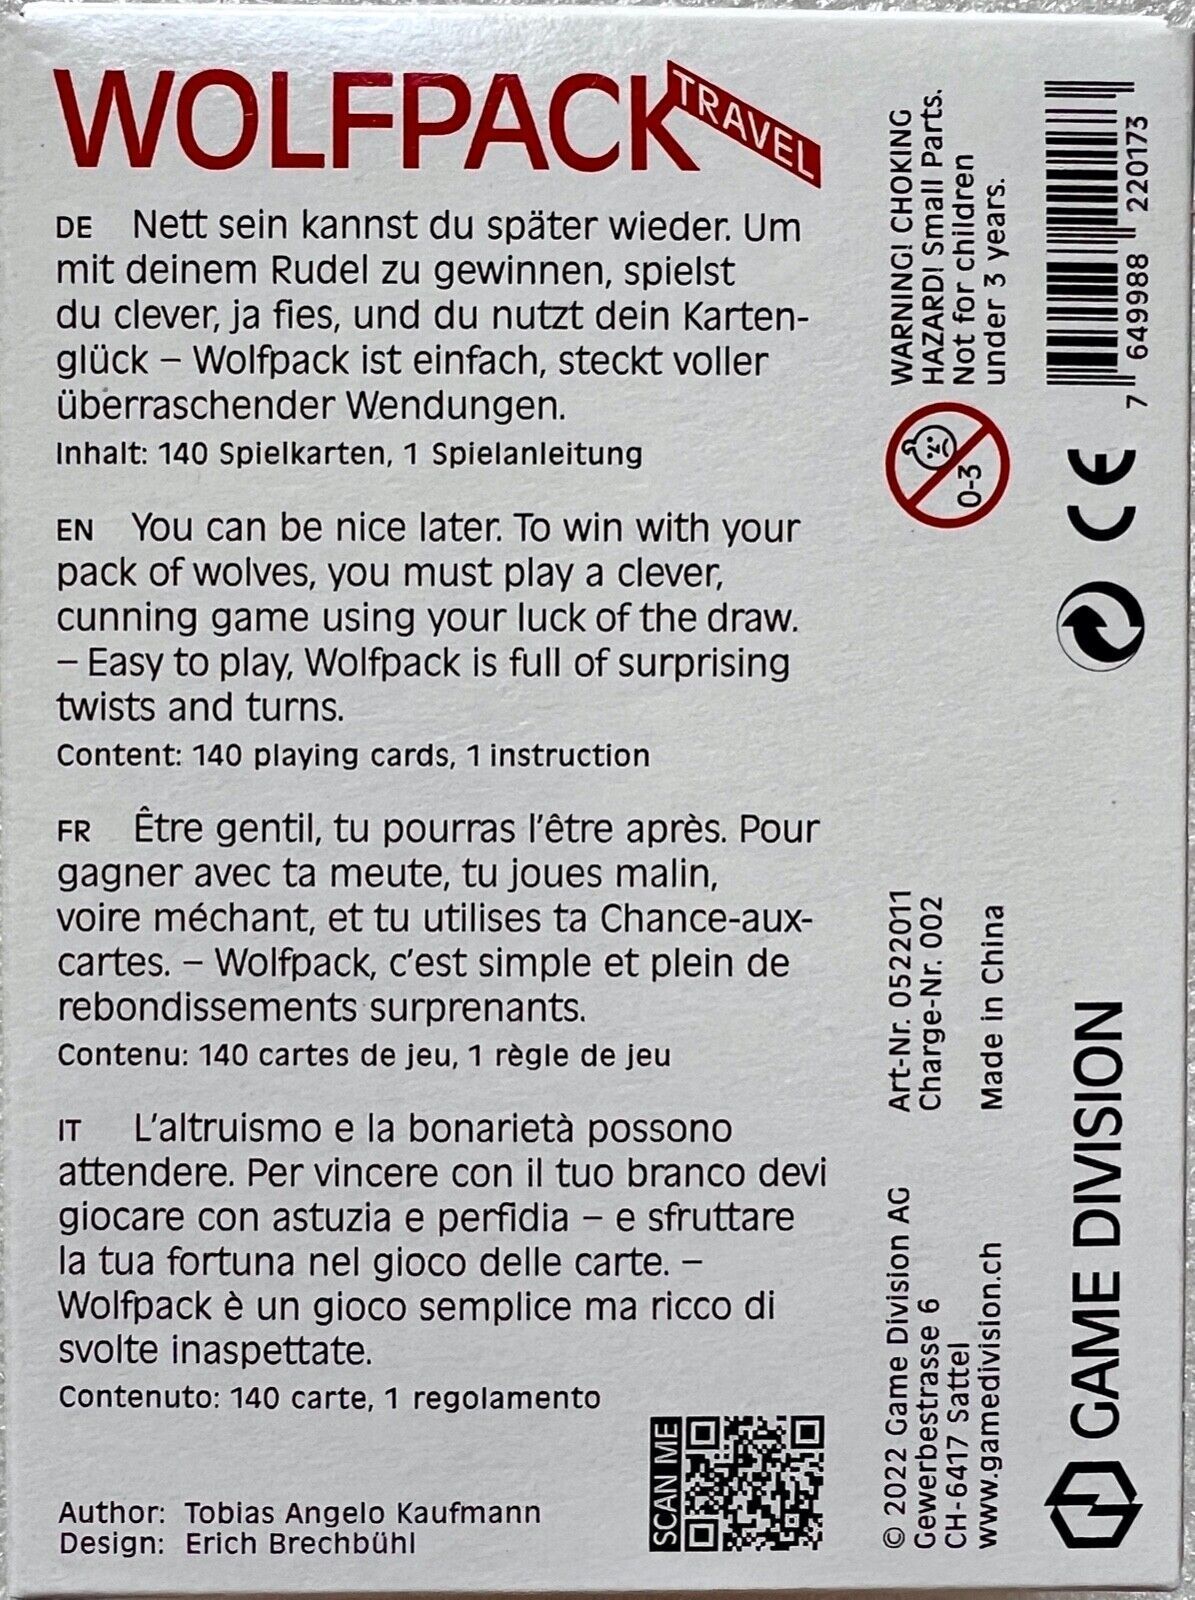 WOLFPACK TRAVEL
DE Nett sein kannst du später wieder. Um
mit deinem Rudel zu gewinnen, spielst
du clever, ja fies, und du nutzt dein Karten-
glück – Wolfpack ist einfach, steckt voller
überraschender Wendungen.
Inhalt: 140 Spielkarten, 1 Spielanleitung
EN You can be nice later. To win with your
pack of wolves, you must play a clever,
cunning game using your luck of the draw.
– Easy to play, Wolfpack is full of surprising
twists and turns.
Content: 140 playing cards, 1 instruction
FR Être gentil, tu pourras l'être après. Pour
gagner avec ta meute, tu joues malin,
voire méchant, et tu utilises ta Chance-aux-
cartes. – Wolfpack, c'est simple et plein de
rebondissements surprenants.
Contenu: 140 cartes de jeu, 1 règle de jeu
IT L'altruismo e la bonarietà possono
attendere. Per vincere con il tuo branco devi
giocare con astuzia e perfidia – e sfruttare
la tua fortuna nel gioco delle carte. –
Wolfpack è un gioco semplice ma ricco di
svolte inaspettate.
Contenuto: 140 carte, 1 regolamento
Author: Tobias Angelo Kaufmann
Design: Erich Brechbühl
SCAN ME
WARNING! CHOKING
HAZARD! Small Parts.
Not for children
under 3 years.
0-3
7 649988 220173
CE
Art-Nr. 0522011
Charge-Nr. 002
Made in China
© 2022 Game Division AG
Gewerbestrasse 6
CH-6417 Sattel
www.gamedivision.ch
GAME DIVISION